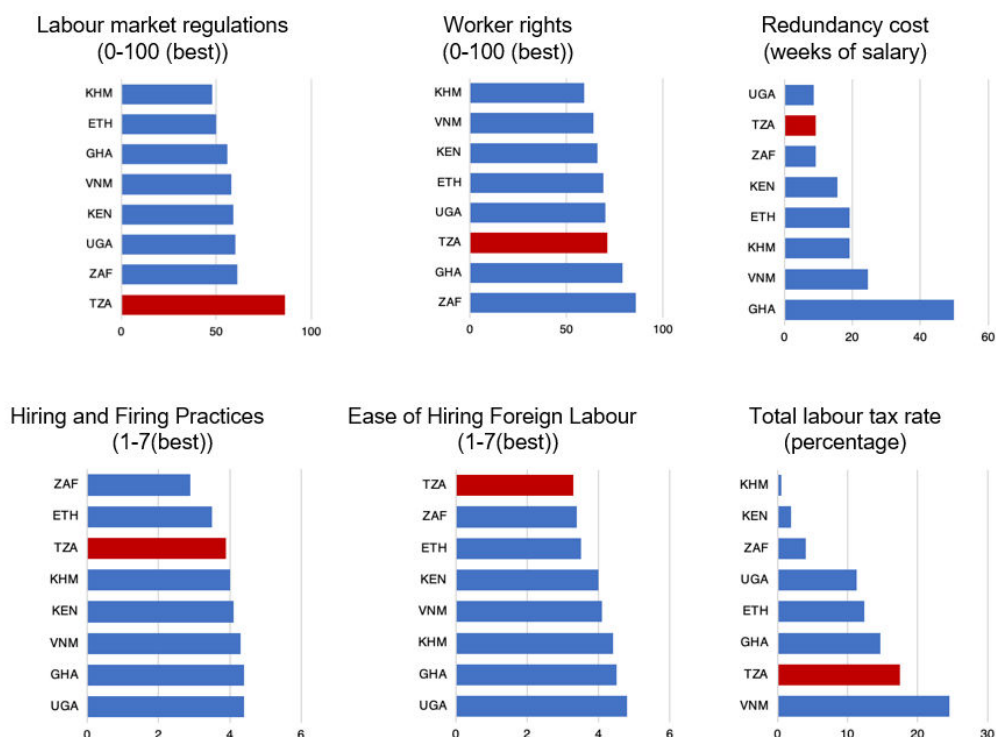 Labour market regulations
(0-100 (best))
KHM
ETH
GHA
VNM
KEN
UGA
ZAF
TZA
0 50 100
Worker rights
(0-100 (best))
KHM
VNM
KEN
ETH
UGA
TZA
GHA
ZAF
0 50 100
Redundancy cost
(weeks of salary)
UGA
TZA
ZAF
KEN
ETH
KHM
VNM
GHA
0 20 40 60
Hiring and Firing Practices
(1-7(best))
ZAF
ETH
TZA
KHM
KEN
VNM
GHA
UGA
0 2 4 6
Ease of Hiring Foreign Labour
(1-7(best))
TZA
ZAF
ETH
KEN
VNM
KHM
GHA
UGA
0 2 4 6
Total labour tax rate
(percentage)
KHM
KEN
ZAF
UGA
ETH
GHA
TZA
VNM
0 10 20 30